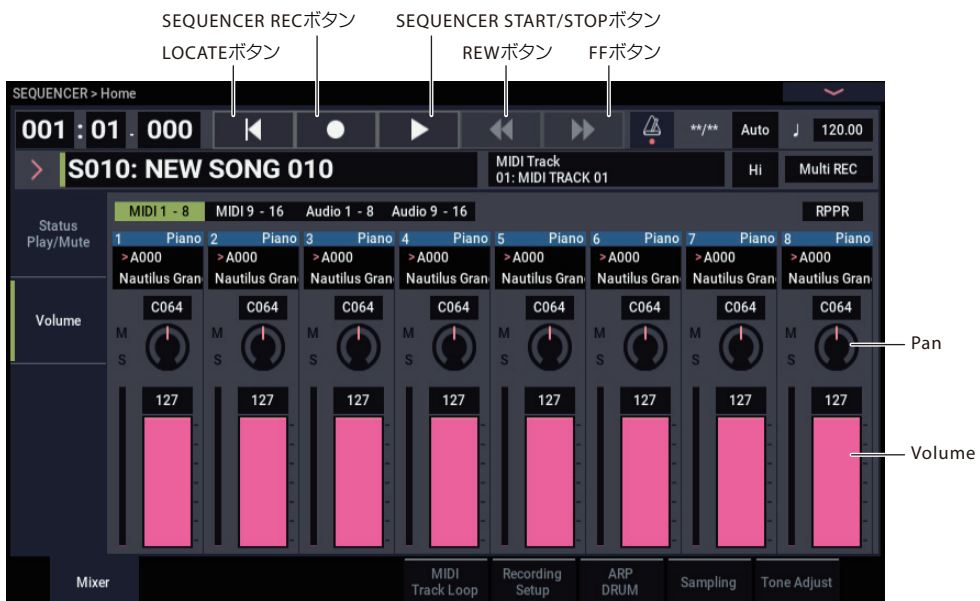 SEQUENCER RECボタン SEQUENCER START/STOPボタン
LOCATEボタン REWボタン FFボタン
SEQUENCER > Home
001 : 01 . 000 **/** Auto ♩ 120.00
S010: NEW SONG 010 MIDI Track Hi Multi REC
01: MIDI TRACK 01
MIDI 1 - 8 MIDI 9 - 16 Audio 1 - 8 Audio 9 - 16 RPPR
Status
Play/Mute
1 Piano 2 Piano 3 Piano 4 Piano 5 Piano 6 Piano 7 Piano 8 Piano
>A000 >A000 >A000 >A000 >A000 >A000 >A000 >A000
Nautilus Gran Nautilus Gran Nautilus Gran Nautilus Gran Nautilus Gran Nautilus Gran Nautilus Gran Nautilus Gran
Volume
C064 C064 C064 C064 C064 C064 C064 C064
M M M M M M M M
S S S S S S S S
Pan
127 127 127 127 127 127 127 127
Volume
Mixer MIDI Track Loop Recording Setup ARP DRUM Sampling Tone Adjust